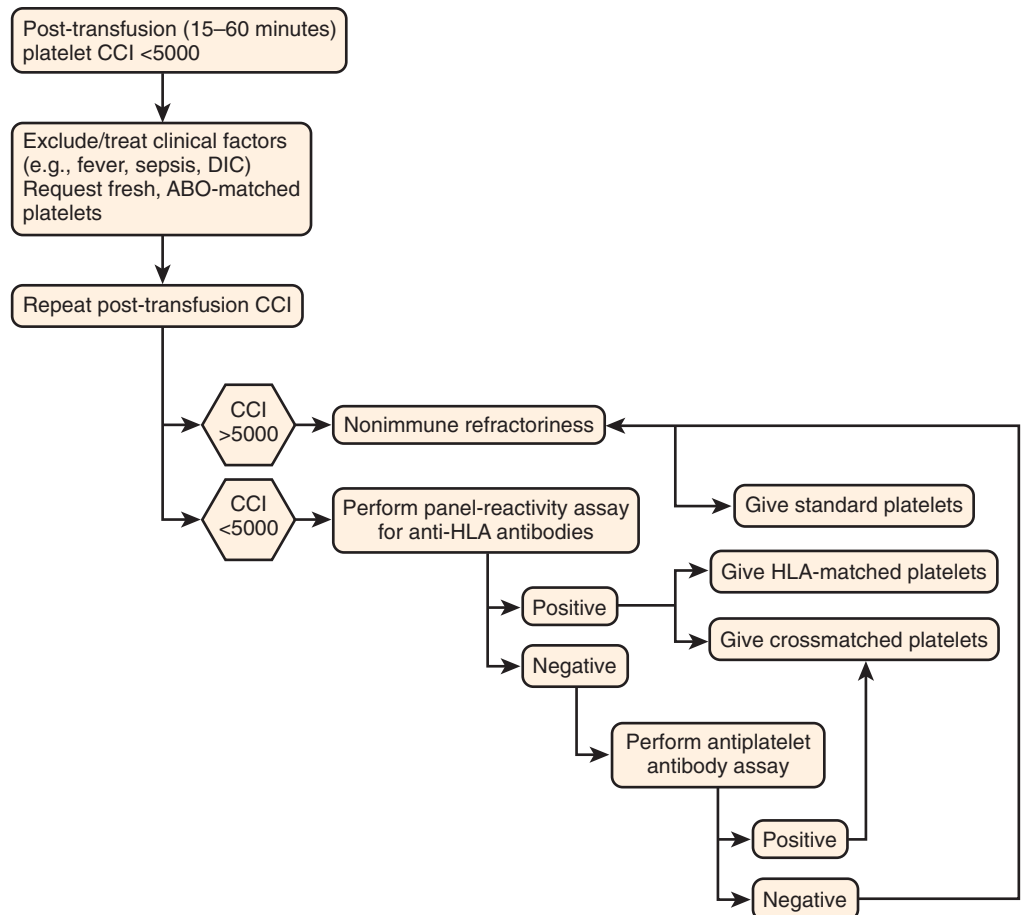 Post-transfusion (15–60 minutes)
platelet CCI <5000
Exclude/treat clinical factors
(e.g., fever, sepsis, DIC)
Request fresh, ABO-matched
platelets
Repeat post-transfusion CCI
CCI
>5000
Nonimmune refractoriness
CCI
<5000
Perform panel-reactivity assay
for anti-HLA antibodies
Give standard platelets
Give HLA-matched platelets
Positive
Give crossmatched platelets
Negative
Perform antiplatelet
antibody assay
Positive
Negative